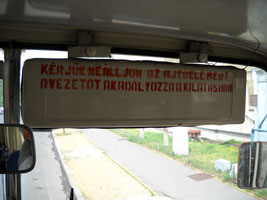 KÉRJÜK NE ÁLLJON AZ AJTÓ ELÉ MERT
A VEZETŐT AKADÁLYOZZA A KILÁTÁSBAN